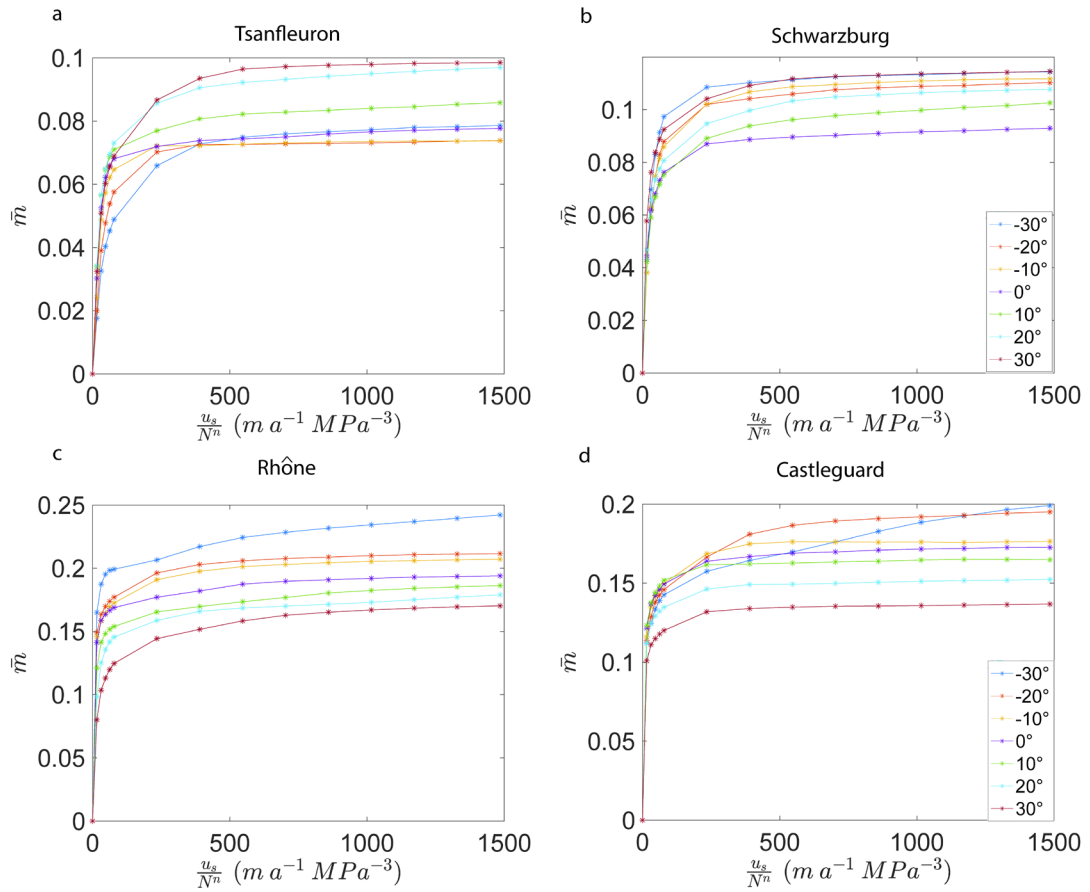 a
Tsanfleuron
0.1
0.08
0.06
0.04
0.02
0
m̄
0 500 1000 1500
u_s/N^n (m a^{-1} MPa^{-3})
b
Schwarzburg
0.1
0.08
0.06
0.04
0.02
0
m̄
-30°
-20°
-10°
0°
10°
20°
30°
0 500 1000 1500
u_s/N^n (m a^{-1} MPa^{-3})
c
Rhône
0.25
0.2
0.15
0.1
0.05
0
m̄
0 500 1000 1500
u_s/N^n (m a^{-1} MPa^{-3})
d
Castleguard
0.2
0.15
0.1
0.05
0
m̄
-30°
-20°
-10°
0°
10°
20°
30°
0 500 1000 1500
u_s/N^n (m a^{-1} MPa^{-3})